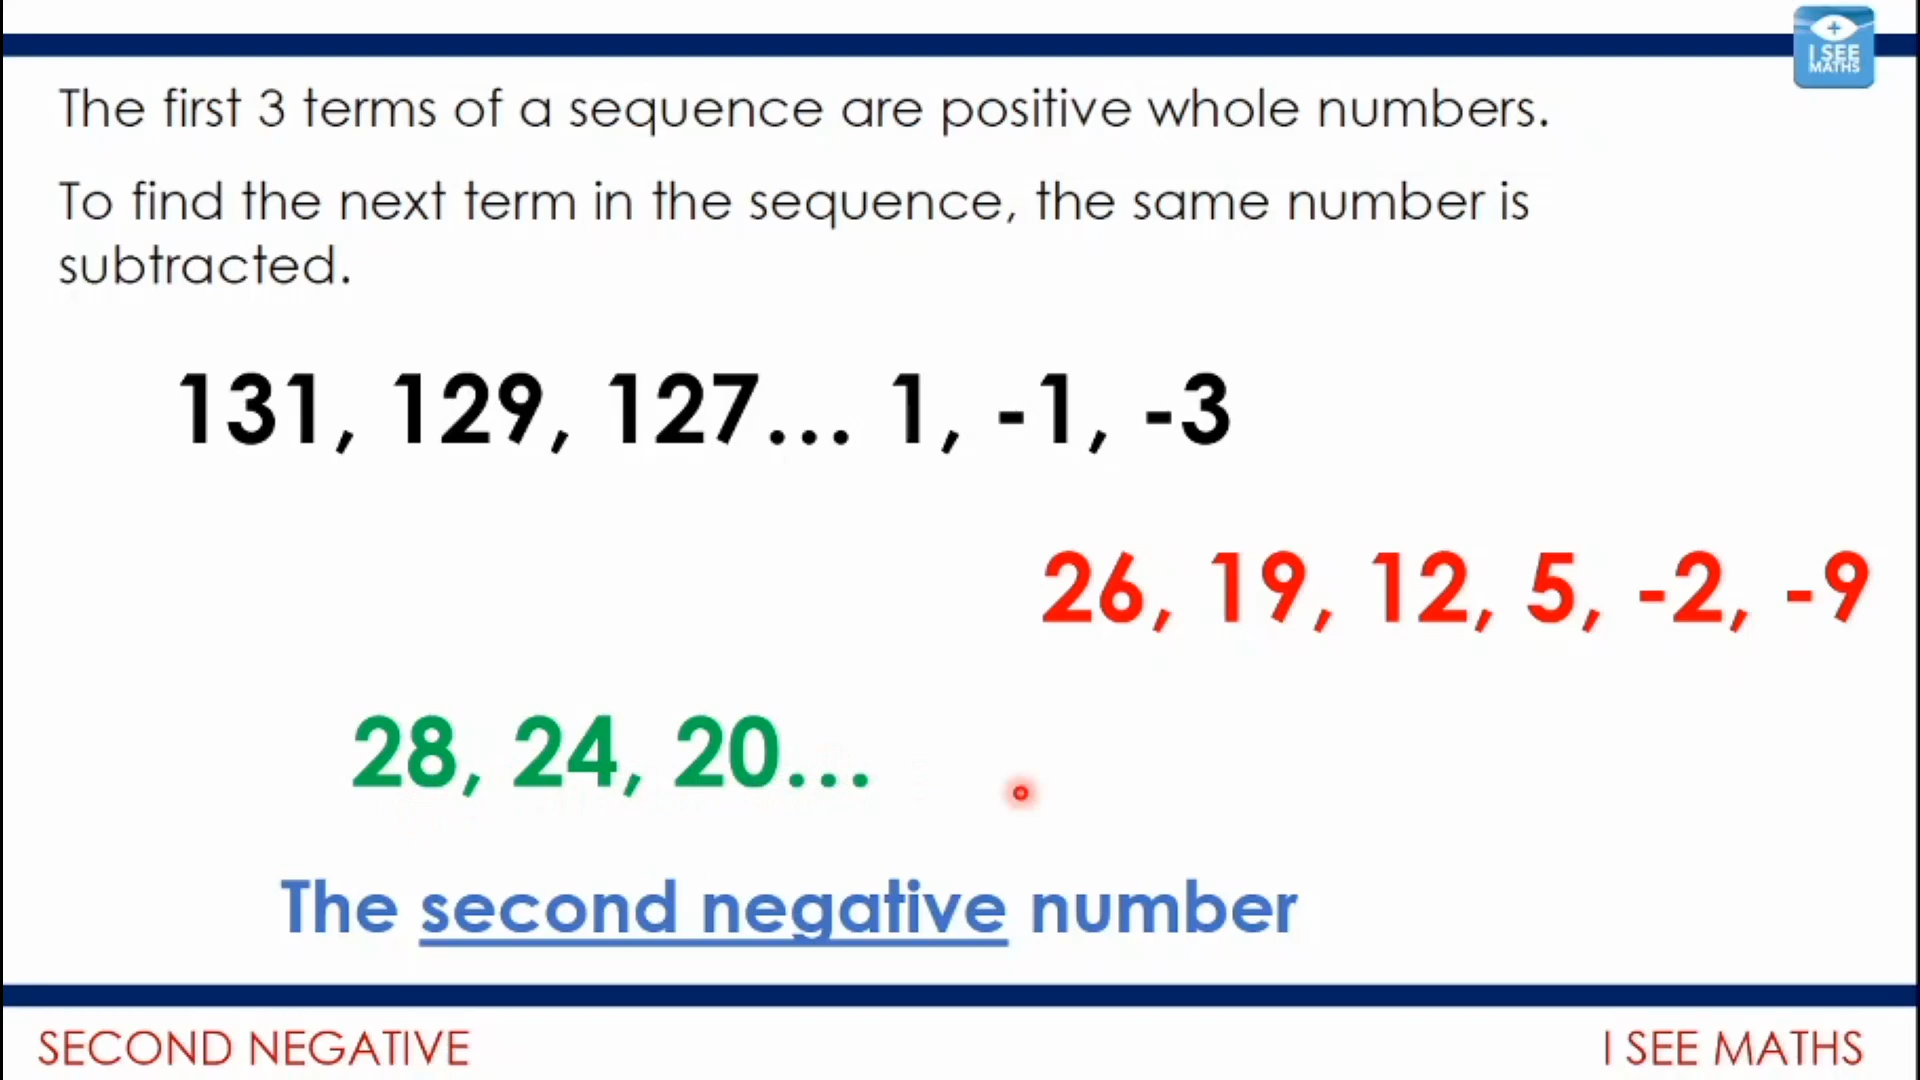 +
I SEE
MATHS
The first 3 terms of a sequence are positive whole numbers.
To find the next term in the sequence, the same number is
subtracted.
131, 129, 127... 1, -1, -3
26, 19, 12, 5, -2, -9
28, 24, 20...
The second negative number
SECOND NEGATIVE
I SEE MATHS